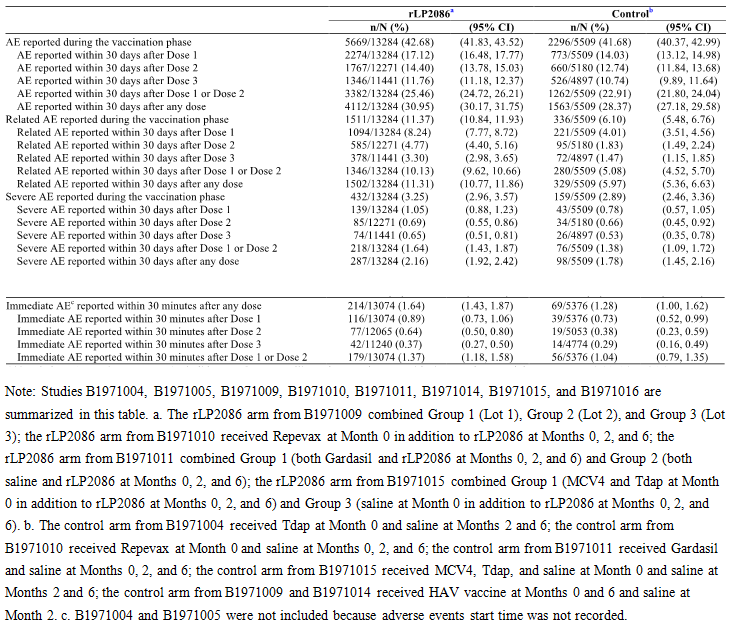 rLP2086a Controlb
n/N (%) (95% CI) n/N (%) (95% CI)
AE reported during the vaccination phase 5669/13284 (42.68) (41.83, 43.52) 2296/5509 (41.68) (40.37, 42.99)
AE reported within 30 days after Dose 1 2274/13284 (17.12) (16.48, 17.77) 773/5509 (14.03) (13.12, 14.98)
AE reported within 30 days after Dose 2 1767/12271 (14.40) (13.78, 15.03) 660/5180 (12.74) (11.84, 13.68)
AE reported within 30 days after Dose 3 1346/11441 (11.76) (11.18, 12.37) 526/4897 (10.74) (9.89, 11.64)
AE reported within 30 days after Dose 1 or Dose 2 3382/13284 (25.46) (24.72, 26.21) 1262/5509 (22.91) (21.80, 24.04)
AE reported within 30 days after any dose 4112/13284 (30.95) (30.17, 31.75) 1563/5509 (28.37) (27.18, 29.58)
Related AE reported during the vaccination phase 1511/13284 (11.37) (10.84, 11.93) 336/5509 (6.10) (5.48, 6.76)
Related AE reported within 30 days after Dose 1 1094/13284 (8.24) (7.77, 8.72) 221/5509 (4.01) (3.51, 4.56)
Related AE reported within 30 days after Dose 2 585/12271 (4.77) (4.40, 5.16) 95/5180 (1.83) (1.49, 2.24)
Related AE reported within 30 days after Dose 3 378/11441 (3.30) (2.98, 3.65) 72/4897 (1.47) (1.15, 1.85)
Related AE reported within 30 days after Dose 1 or Dose 2 1346/13284 (10.13) (9.62, 10.66) 280/5509 (5.08) (4.52, 5.70)
Related AE reported within 30 days after any dose 1502/13284 (11.31) (10.77, 11.86) 329/5509 (5.97) (5.36, 6.63)
Severe AE reported during the vaccination phase 432/13284 (3.25) (2.96, 3.57) 159/5509 (2.89) (2.46, 3.36)
Severe AE reported within 30 days after Dose 1 139/13284 (1.05) (0.88, 1.23) 43/5509 (0.78) (0.57, 1.05)
Severe AE reported within 30 days after Dose 2 85/12271 (0.69) (0.55, 0.86) 34/5180 (0.66) (0.45, 0.92)
Severe AE reported within 30 days after Dose 3 74/11441 (0.65) (0.51, 0.81) 26/4897 (0.53) (0.35, 0.78)
Severe AE reported within 30 days after Dose 1 or Dose 2 218/13284 (1.64) (1.43, 1.87) 76/5509 (1.38) (1.09, 1.72)
Severe AE reported within 30 days after any dose 287/13284 (2.16) (1.92, 2.42) 98/5509 (1.78) (1.45, 2.16)
Immediate AEc reported within 30 minutes after any dose 214/13074 (1.64) (1.43, 1.87) 69/5376 (1.28) (1.00, 1.62)
Immediate AE reported within 30 minutes after Dose 1 116/13074 (0.89) (0.73, 1.06) 39/5376 (0.73) (0.52, 0.99)
Immediate AE reported within 30 minutes after Dose 2 77/12065 (0.64) (0.50, 0.80) 19/5053 (0.38) (0.23, 0.59)
Immediate AE reported within 30 minutes after Dose 3 42/11240 (0.37) (0.27, 0.50) 14/4774 (0.29) (0.16, 0.49)
Immediate AE reported within 30 minutes after Dose 1 or Dose 2 179/13074 (1.37) (1.18, 1.58) 56/5376 (1.04) (0.79, 1.35)
Note: Studies B1971004, B1971005, B1971009, B1971010, B1971011, B1971014, B1971015, and B1971016 are
summarized in this table. a. The rLP2086 arm from B1971009 combined Group 1 (Lot 1), Group 2 (Lot 2), and Group 3 (Lot
3); the rLP2086 arm from B1971010 received Repevax at Month 0 in addition to rLP2086 at Months 0, 2, and 6; the
rLP2086 arm from B1971011 combined Group 1 (both Gardasil and rLP2086 at Months 0, 2, and 6) and Group 2 (both
saline and rLP2086 at Months 0, 2, and 6); the rLP2086 arm from B1971015 combined Group 1 (MCV4 and Tdap at Month
0 in addition to rLP2086 at Months 0, 2, and 6) and Group 3 (saline at Month 0 in addition to rLP2086 at Months 0, 2, and
6). b. The control arm from B1971004 received Tdap at Month 0 and saline at Months 2 and 6; the control arm from
B1971010 received Repevax at Month 0 and saline at Months 0, 2, and 6; the control arm from B1971011 received Gardasil
and saline at Months 0, 2, and 6; the control arm from B1971015 received MCV4, Tdap, and saline at Month 0 and saline at
Months 2 and 6; the control arm from B1971009 and B1971014 received HAV vaccine at Months 0 and 6 and saline at
Month 2. c. B1971004 and B1971005 were not included because adverse events start time was not recorded.